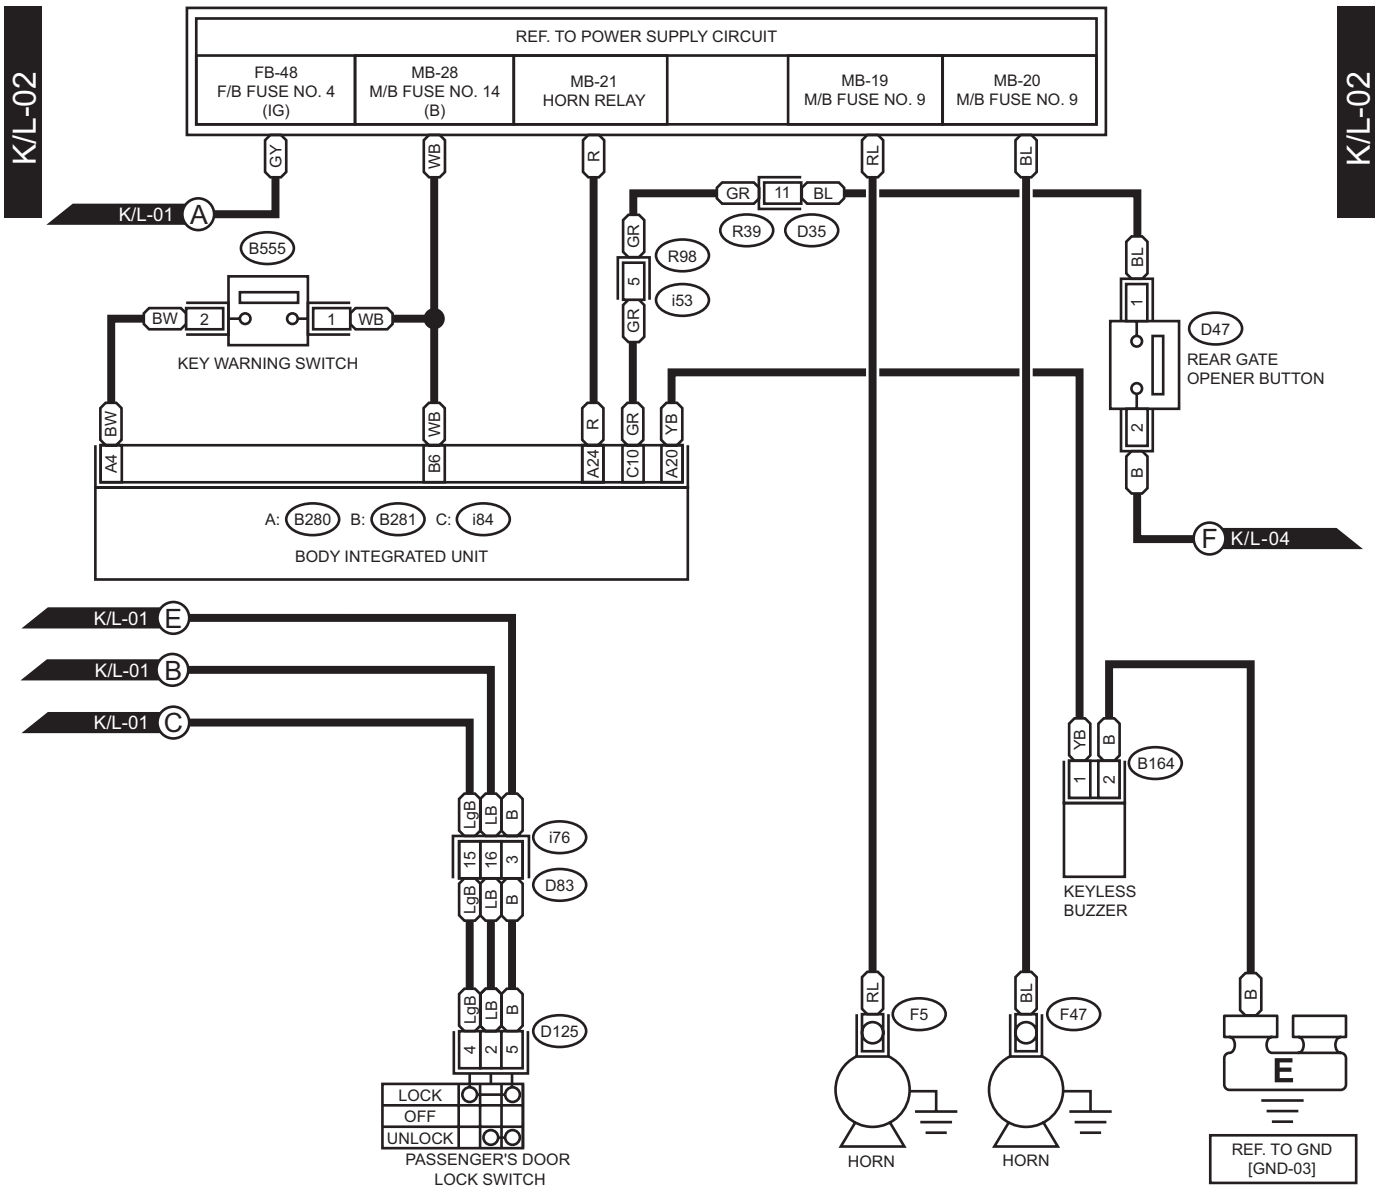 K/L-02
K/L-02
REF. TO POWER SUPPLY CIRCUIT
FB-48
F/B FUSE NO. 4
(IG)
MB-28
M/B FUSE NO. 14
(B)
MB-21
HORN RELAY
MB-19
M/B FUSE NO. 9
MB-20
M/B FUSE NO. 9
GY
WB
R
RL
BL
K/L-01 A
GR 11 BL
R39 D35
B555
GR
R98
5
i53
GR
BL
1
D47
REAR GATE
OPENER BUTTON
2
B
BW 2 1 WB
KEY WARNING SWITCH
BW
WB
R
GR
YB
A4
B6
A24
C10
A20
A: B280 B: B281 C: i84
BODY INTEGRATED UNIT
F K/L-04
K/L-01 E
K/L-01 B
K/L-01 C
YB
B
1
2
B164
KEYLESS
BUZZER
LgB
LB
B
i76
15
16
3
LgB
LB
B
D83
LgB
LB
B
D125
4
2
5
LOCK
OFF
UNLOCK
PASSENGER'S DOOR
LOCK SWITCH
RL
F5
HORN
BL
F47
HORN
B
E
REF. TO GND
[GND-03]